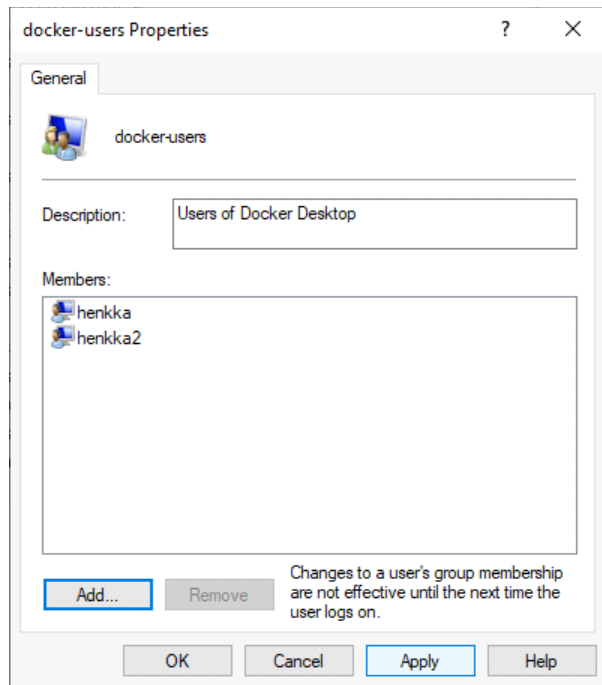 docker-users Properties
?
General
docker-users
Description:
Users of Docker Desktop
Members:
henkka
henkka2
Add...
Remove
Changes to a user's group membership
are not effective until the next time the
user logs on.
OK
Cancel
Apply
Help